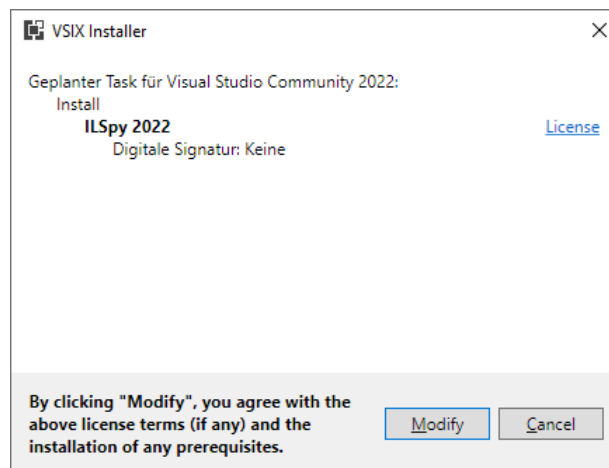 VSIX Installer
Geplanter Task für Visual Studio Community 2022:
Install
ILSpy 2022
License
Digitale Signatur: Keine
By clicking "Modify", you agree with the
above license terms (if any) and the
installation of any prerequisites.
Modify
Cancel